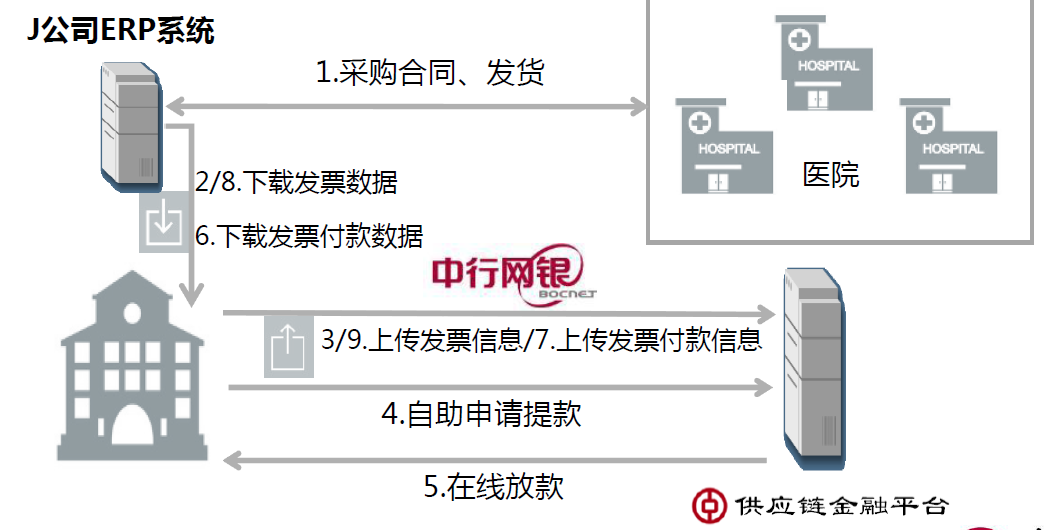 J公司ERP系统
1.采购合同、发货
HOSPITAL
HOSPITAL
HOSPITAL
医院
2/8.下载发票数据
6.下载发票付款数据
中行网银
BOCNET
3/9.上传发票信息/7.上传发票付款信息
4.自助申请提款
5.在线放款
供应链金融平台